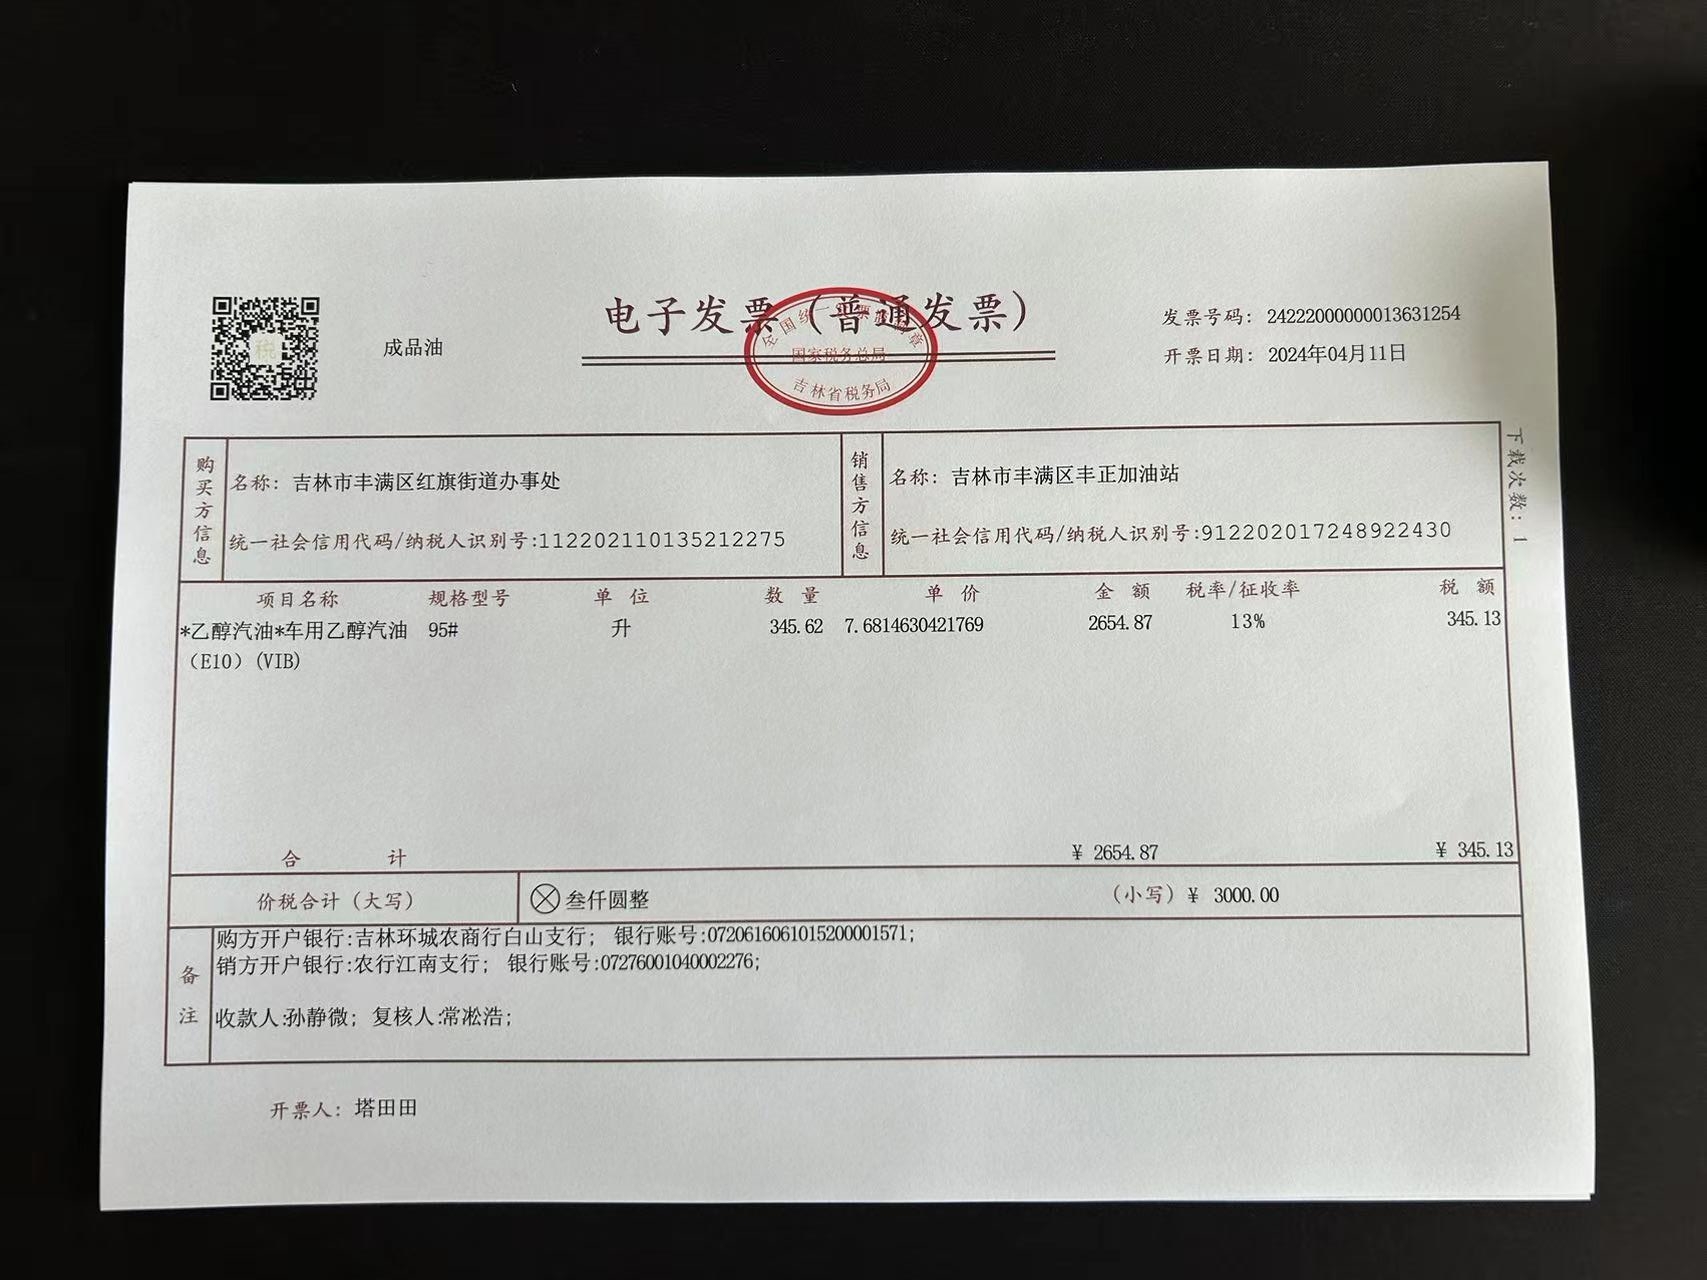 电子发票（普通发票）
全国统一发票监制章
国家税务总局
吉林省税务局
税
成品油
发票号码: 24222000000013631254
开票日期: 2024年04月11日
下载次数: 1
购买方信息
名称: 吉林市丰满区红旗街道办事处
统一社会信用代码/纳税人识别号:112202110135212275
销售方信息
名称: 吉林市丰满区丰正加油站
统一社会信用代码/纳税人识别号:912202017248922430
项目名称 规格型号 单位 数量 单价 金额 税率/征收率 税额
*乙醇汽油*车用乙醇汽油 95# 升 345.62 7.6814630421769 2654.87 13% 345.13
（E10）(VIB)
合计 ¥ 2654.87 ¥ 345.13
价税合计（大写） 叁仟圆整 （小写）¥ 3000.00
备注
购方开户银行:吉林环城农商行白山支行; 银行账号:0720616061015200001571;
销方开户银行:农行江南支行; 银行账号:07276001040002276;
收款人:孙静微; 复核人:常凇浩;
开票人: 塔田田